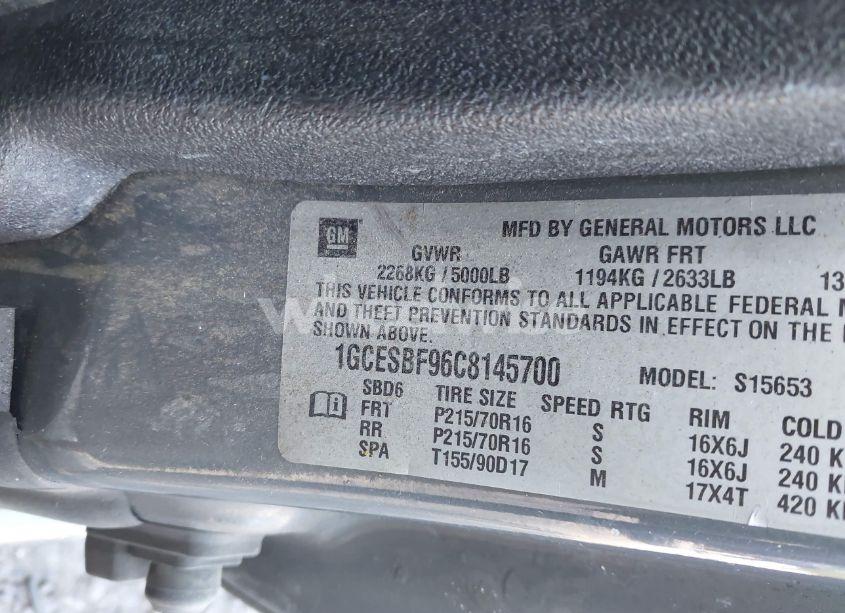 GM
MFD BY GENERAL MOTORS LLC
GVWR GAWR FRT
2268KG / 5000LB 1194KG / 2633LB 13
THIS VEHICLE CONFORMS TO ALL APPLICABLE FEDERAL
AND THEFT PREVENTION STANDARDS IN EFFECT ON THE
SHOWN ABOVE.
1GCESBF96C8145700 MODEL: S15653
SBD6 TIRE SIZE SPEED RTG RIM COLD
FRT P215/70R16 S 16X6J 240 K
RR P215/70R16 S 16X6J 240 K
SPA T155/90D17 M 17X4T 420 K